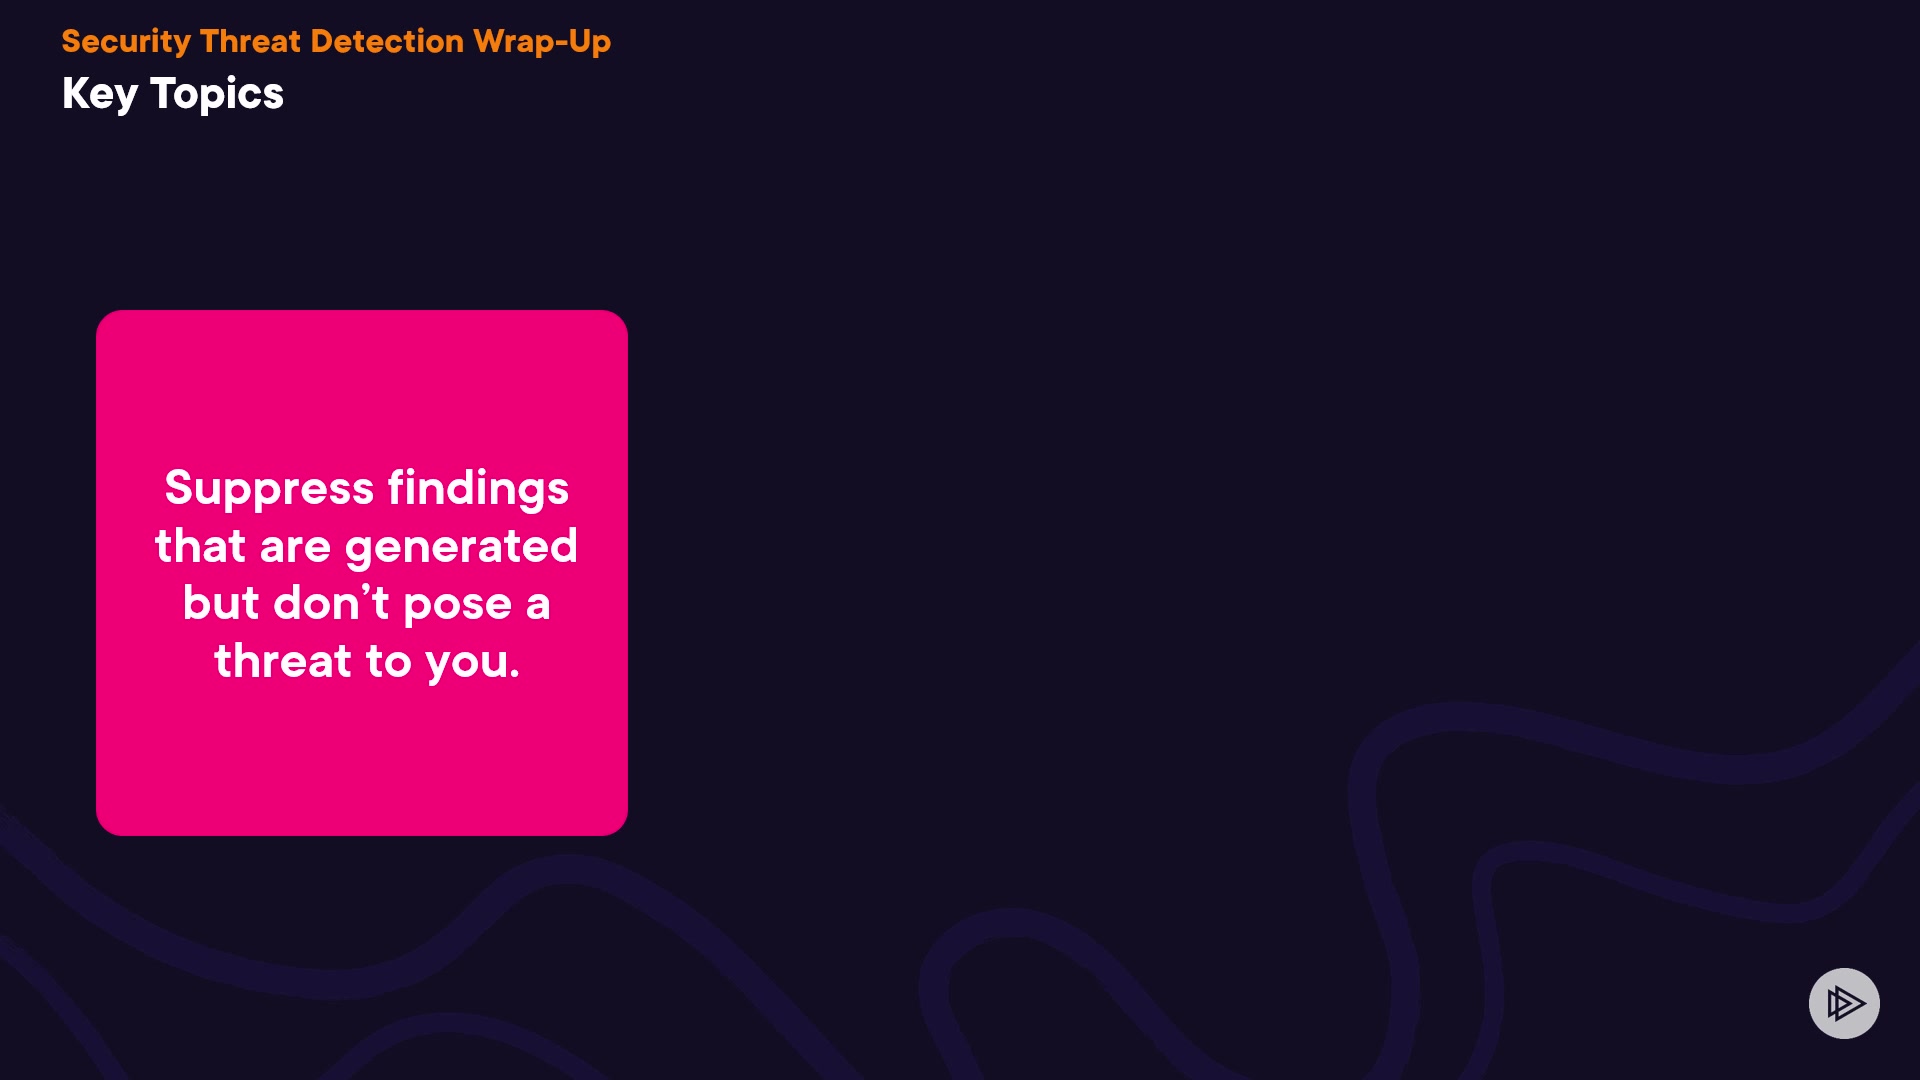 Security Threat Detection Wrap-Up
Key Topics
Suppress findings
that are generated
but don’t pose a
threat to you.